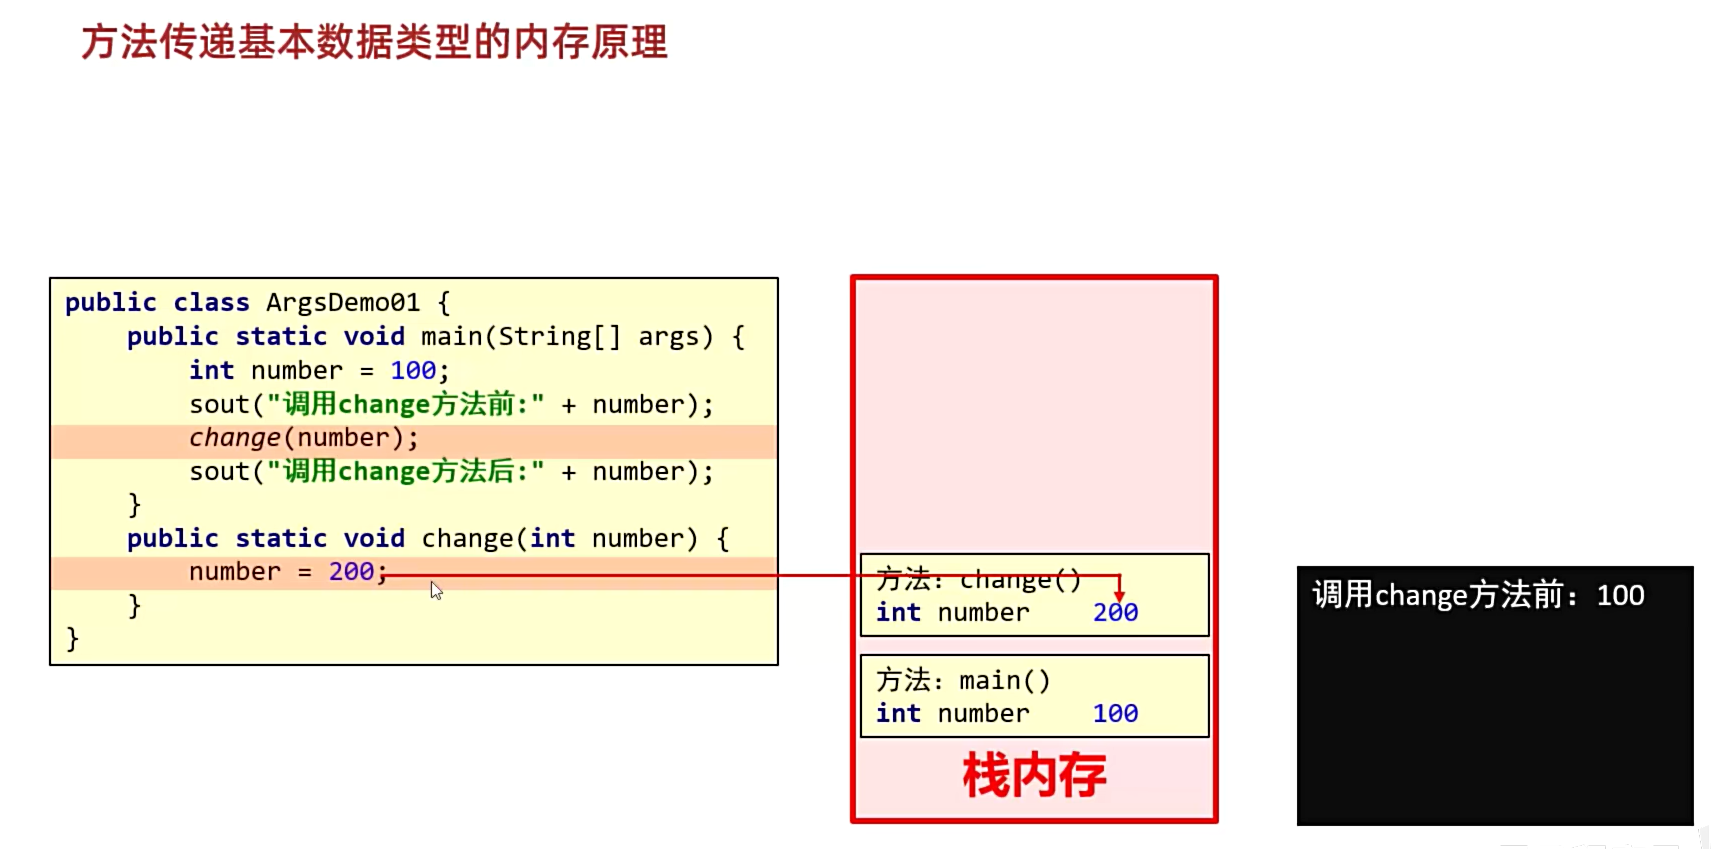 方法传递基本数据类型的内存原理
public class ArgsDemo01 {
    public static void main(String[] args) {
        int number = 100;
        sout("调用change方法前:" + number);
        change(number);
        sout("调用change方法后:" + number);
    }
    public static void change(int number) {
        number = 200;
    }
}
方法：change()
int number    200
方法：main()
int number    100
栈内存
调用change方法前：100